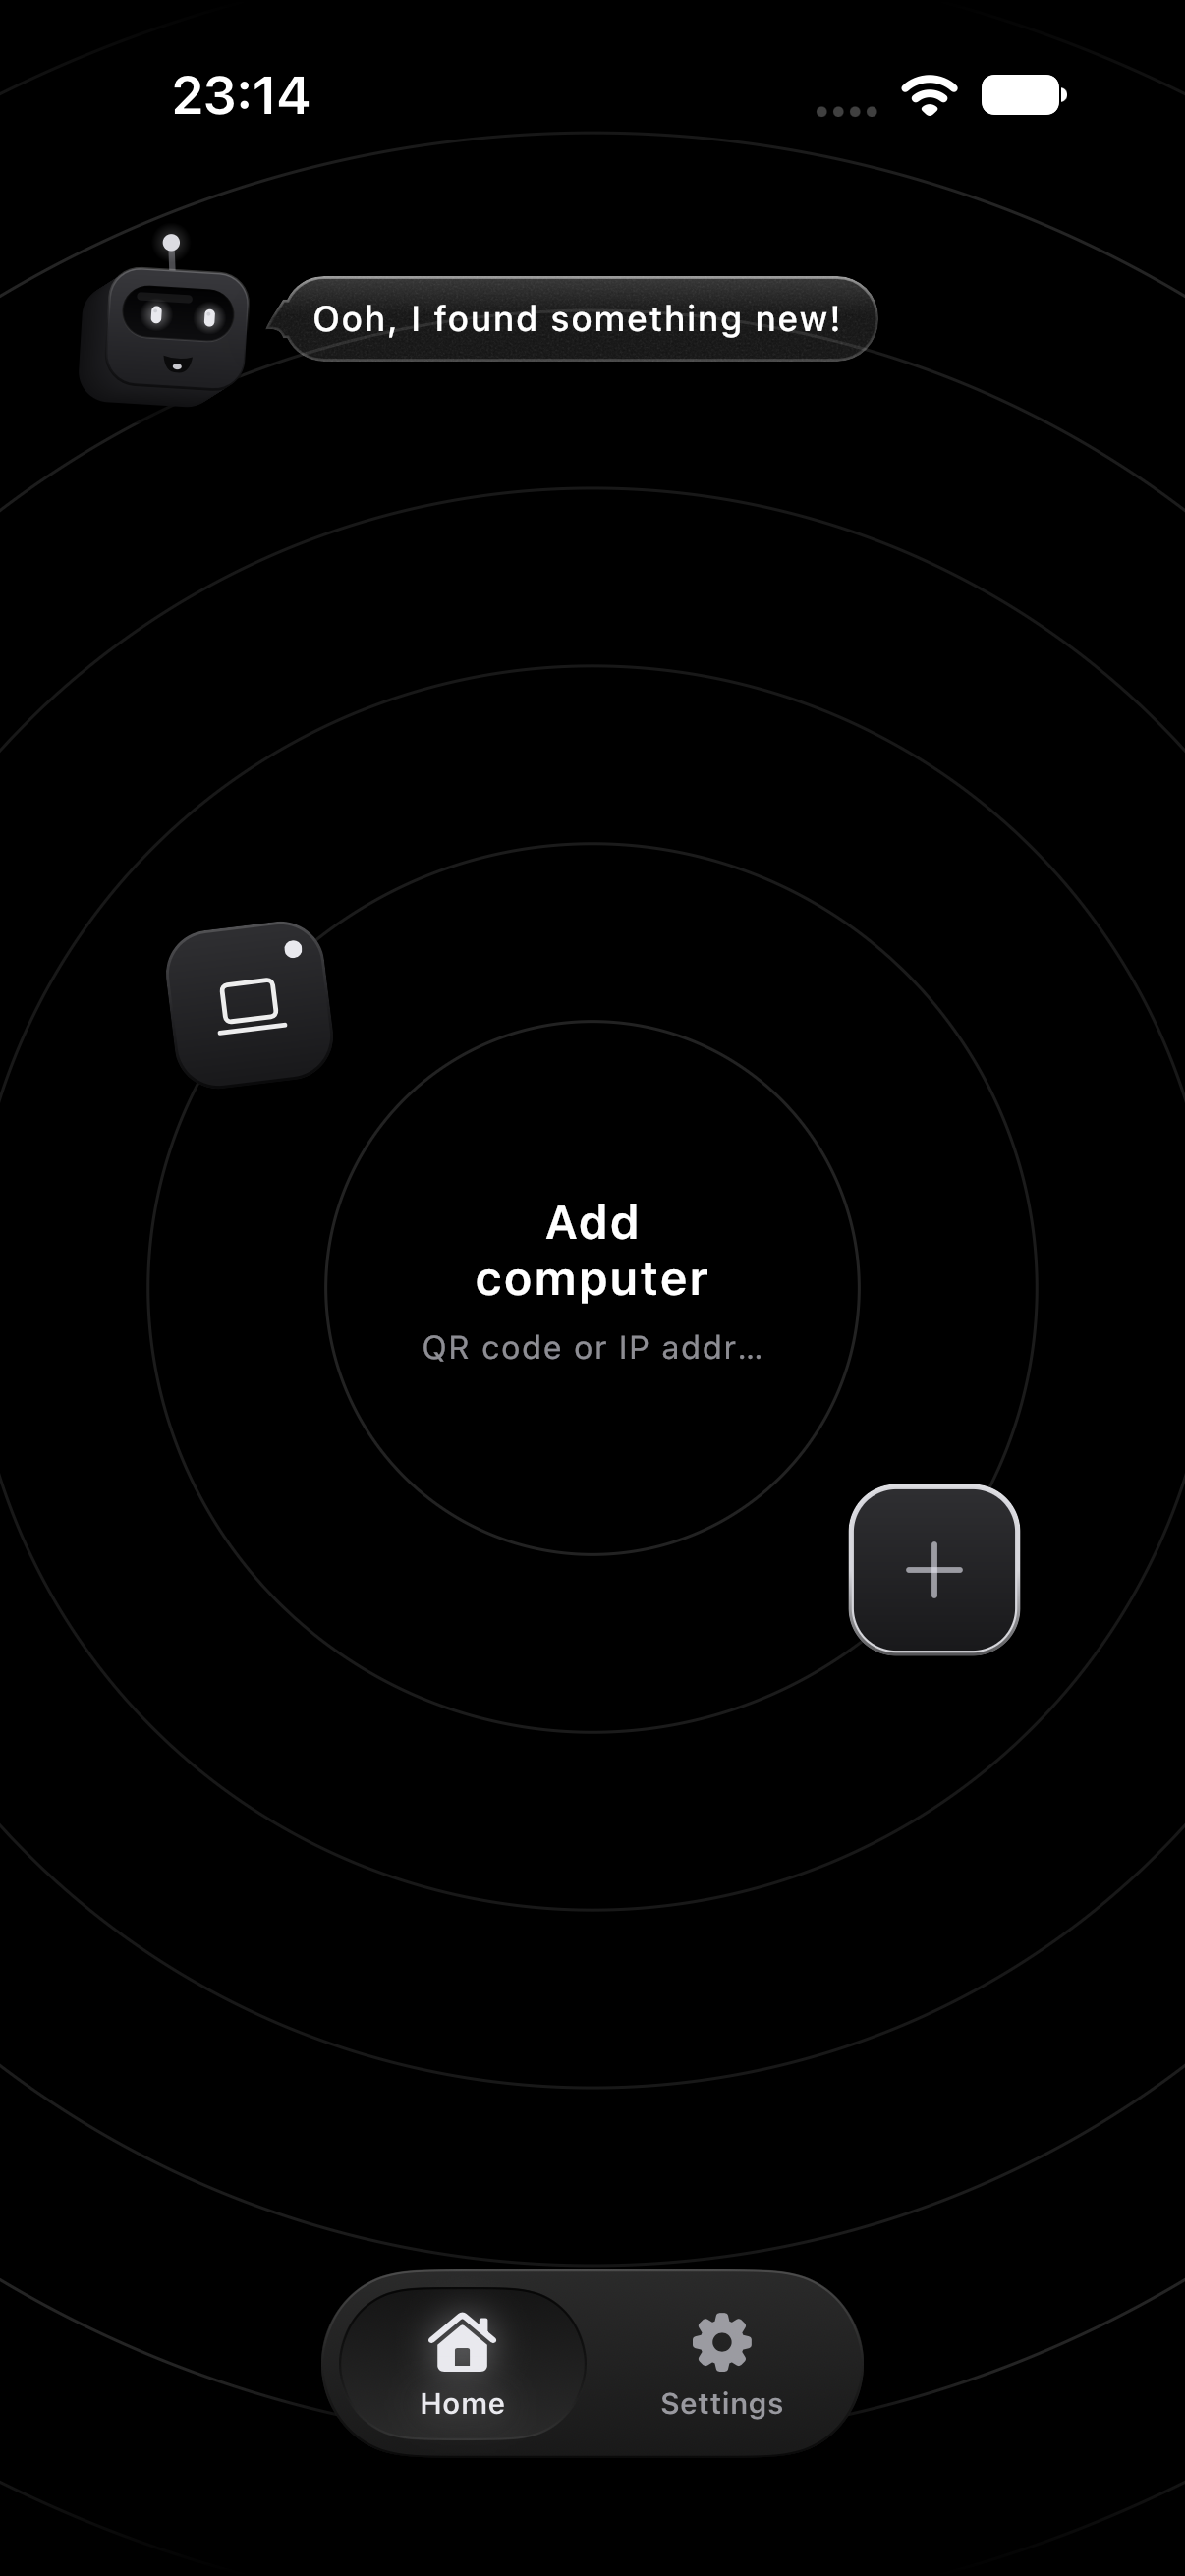 23:14
Ooh, I found something new!
Add
computer
QR code or IP addr...
Home
Settings